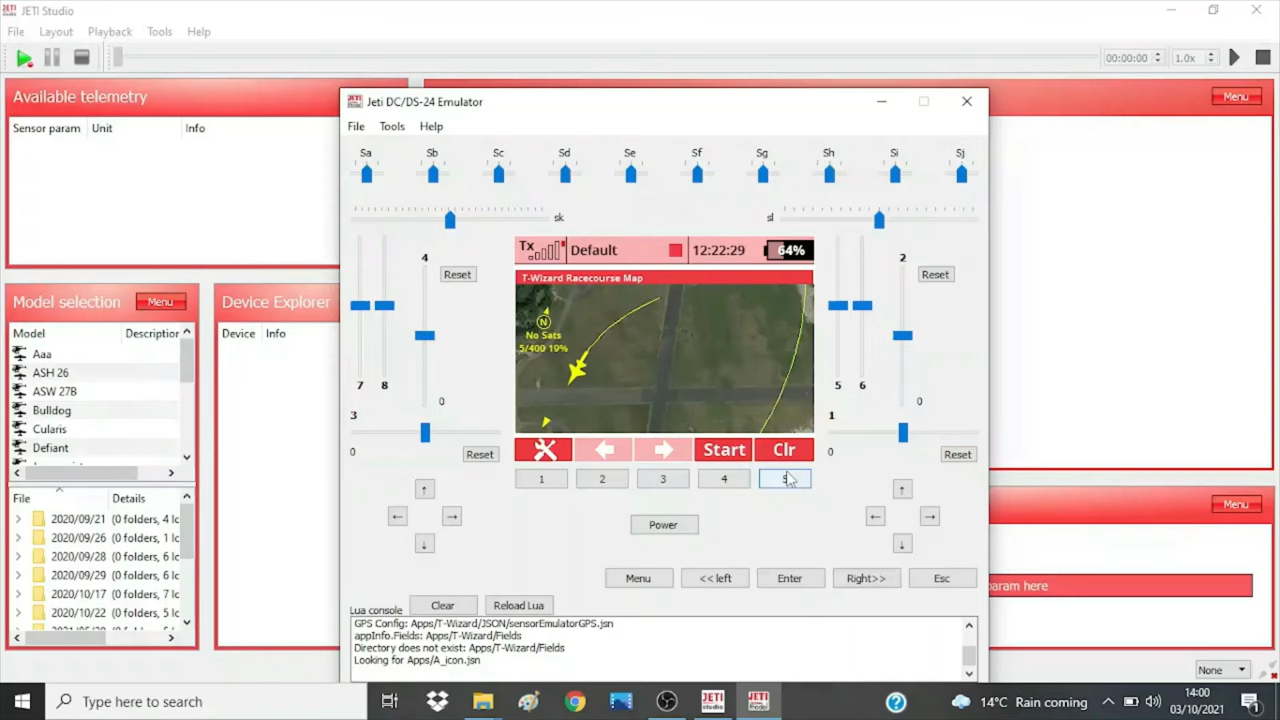 JETI Studio
File Layout Playback Tools Help
00:00:00 1.0x
Available telemetry
Menu
Sensor param Unit Info
Jeti DC/DS-24 Emulator
File Tools Help
Sa Sb Sc Sd Se Sf Sg Sh Si Sj
sk sl
Tx Default 12:22:29 64%
T-Wizard Racecourse Map
N
No Sats
5/400 19%
4 Reset
2 Reset
7 8
5 6
0
0
3
1
0 Reset
0 Reset
Start Clr
1 2 3 4 5
↑ ↑
← → ← →
↓ ↓
Power
Menu << left Enter Right>> Esc
Lua console Clear Reload Lua
GPS Config: Apps/T-Wizard/JSON/sensorEmulatorGPS.jsn
appInfo.Fields: Apps/T-Wizard/Fields
Directory does not exist: Apps/T-Wizard/Fields
Looking for Apps/A_icon.jsn
Model selection Menu
Model Description
Aaa
ASH 26
ASW 27B
Bulldog
Cularis
Defiant
File Details
2020/09/21 (0 folders, 4 lc
2020/09/26 (0 folders, 1 lc
2020/09/28 (0 folders, 6 lc
2020/09/29 (0 folders, 6 lc
2020/10/17 (0 folders, 7 lc
2020/10/22 (0 folders, 5 lc
Device Explorer
Device Info
Menu
param here
None
Type here to search
JETI studio
14°C Rain coming
14:00
03/10/2021
1